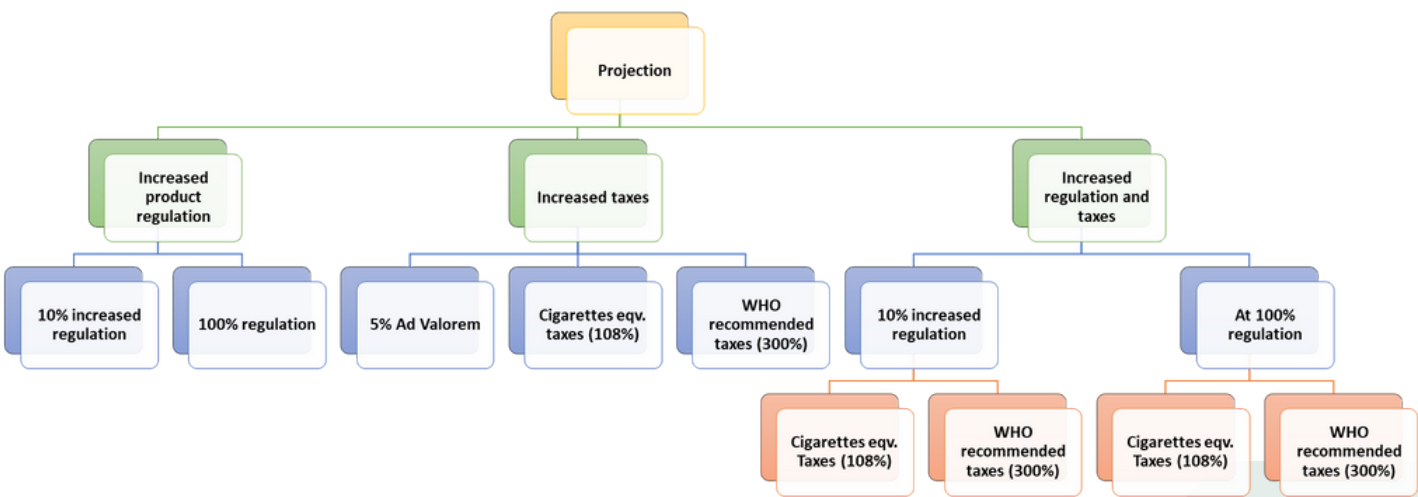 Projection
Increased
product
regulation
Increased taxes
Increased
regulation and
taxes
10% increased
regulation
100% regulation
5% Ad Valorem
Cigarettes eqv.
taxes (108%)
WHO
recommended
taxes (300%)
10% increased
regulation
At 100%
regulation
Cigarettes eqv.
Taxes (108%)
WHO
recommended
taxes (300%)
Cigarettes eqv.
Taxes (108%)
WHO
recommended
taxes (300%)